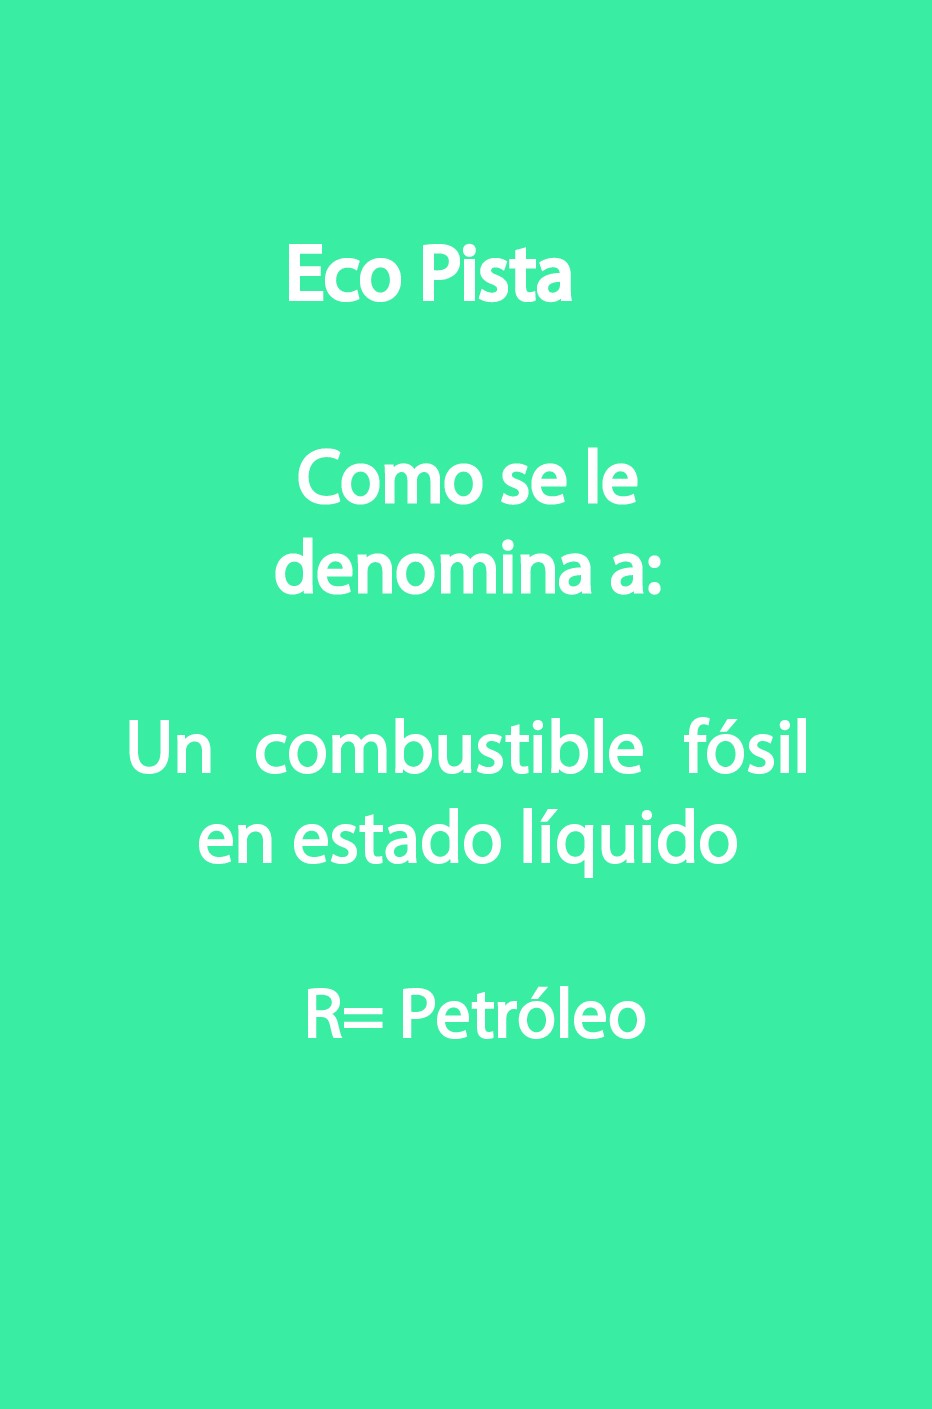 Eco Pista
Como se le
denomina a:
Un combustible fósil
en estado líquido
R= Petróleo